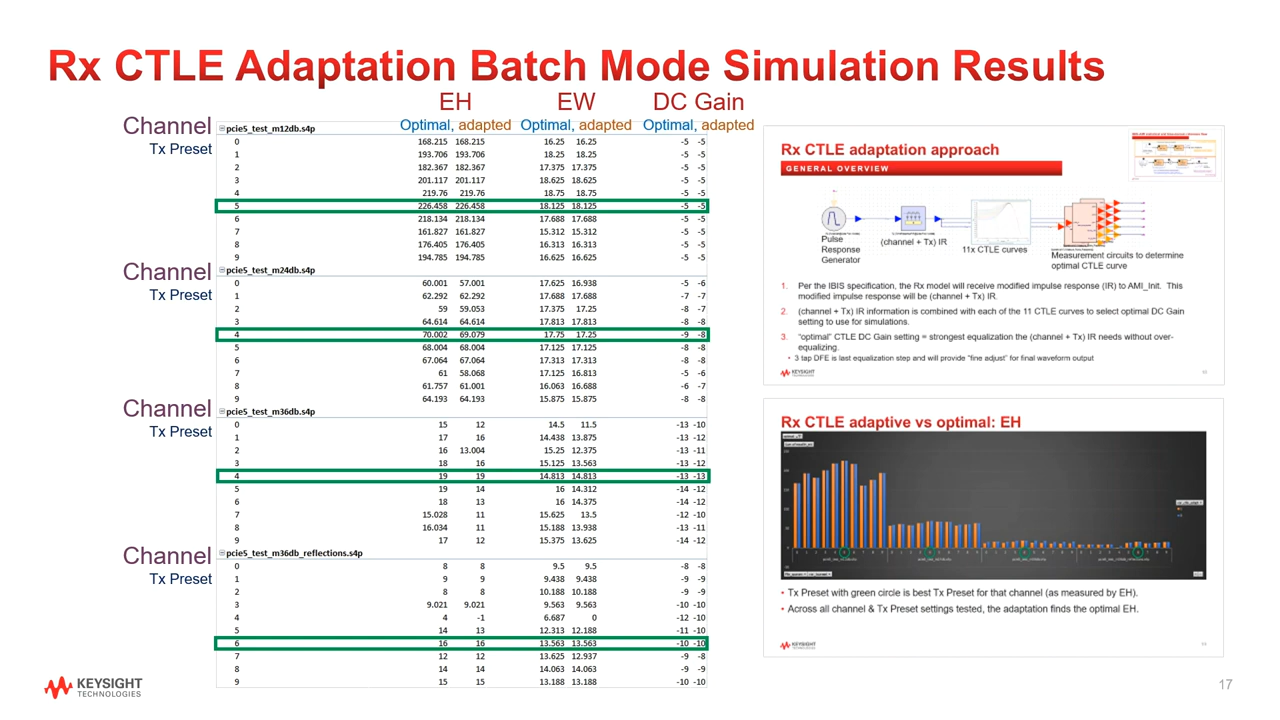 Rx CTLE Adaptation Batch Mode Simulation Results
EH EW DC Gain
Optimal, adapted Optimal, adapted Optimal, adapted
Channel pcie5_test_m12db.s4p
Tx Preset
0 168.215 168.215 16.25 16.25 -5 -5
1 193.706 193.706 18.25 18.25 -5 -5
2 182.367 182.367 17.375 17.375 -5 -5
3 201.117 201.117 18.625 18.625 -5 -5
4 219.76 219.76 18.75 18.75 -5 -5
5 226.458 226.458 18.125 18.125 -5 -5
6 218.134 218.134 17.688 17.688 -5 -5
7 161.827 161.827 15.312 15.312 -5 -5
8 176.405 176.405 16.313 16.313 -5 -5
9 194.785 194.785 16.625 16.625 -5 -5
Channel pcie5_test_m24db.s4p
Tx Preset
0 60.001 57.001 17.625 16.938 -5 -6
1 62.292 62.292 17.688 17.688 -7 -7
2 59 59.053 17.375 17.25 -8 -7
3 64.614 64.614 17.813 17.813 -8 -8
4 70.002 69.079 17.75 17.25 -9 -8
5 68.004 68.004 17.125 17.125 -8 -8
6 67.064 67.064 17.313 17.313 -8 -8
7 61 58.068 17.125 16.813 -5 -6
8 61.757 61.001 16.063 16.688 -6 -7
9 64.193 64.193 15.875 15.875 -8 -8
Channel pcie5_test_m36db.s4p
Tx Preset
0 15 12 14.5 11.5 -13 -10
1 17 16 14.438 13.875 -13 -12
2 16 13.004 15.25 12.375 -13 -11
3 18 16 15.125 13.563 -13 -12
4 19 19 14.813 14.813 -13 -13
5 19 14 16 14.312 -14 -12
6 18 13 16 14.375 -14 -12
7 15.028 11 15.625 13.5 -12 -10
8 16.034 11 15.188 13.938 -13 -11
9 17 12 15.375 13.625 -14 -12
Channel pcie5_test_m36db_reflections.s4p
Tx Preset
0 8 8 9.5 9.5 -8 -8
1 9 9 9.438 9.438 -9 -9
2 8 8 10.188 10.188 -9 -9
3 9.021 9.021 9.563 9.563 -10 -10
4 4 -1 6.687 0 -12 -10
5 14 13 12.313 12.188 -11 -10
6 16 16 13.563 13.563 -10 -10
7 12 12 13.625 12.937 -9 -8
8 14 14 14.063 14.063 -9 -9
9 15 15 13.188 13.188 -10 -10
Rx CTLE adaptation approach
GENERAL OVERVIEW
Pulse
Response
Generator
(channel + Tx) IR
11x CTLE curves
Measurement circuits to determine
optimal CTLE curve
1. Per the IBIS specification, the Rx model will receive modified impulse response (IR) to AMI_Init. This
modified impulse response will be (channel + Tx) IR.
2. (channel + Tx) IR information is combined with each of the 11 CTLE curves to select optimal DC Gain
setting to use for simulations.
3. "optimal" CTLE DC Gain setting = strongest equalization the (channel + Tx) IR needs without over-
equalizing.
• 3 tap DFE is last equalization step and will provide "fine adjust" for final waveform output
KEYSIGHT
TECHNOLOGIES
Rx CTLE adaptive vs optimal: EH
• Tx Preset with green circle is best Tx Preset for that channel (as measured by EH).
• Across all channel & Tx Preset settings tested, the adaptation finds the optimal EH.
KEYSIGHT
TECHNOLOGIES
KEYSIGHT
TECHNOLOGIES
17